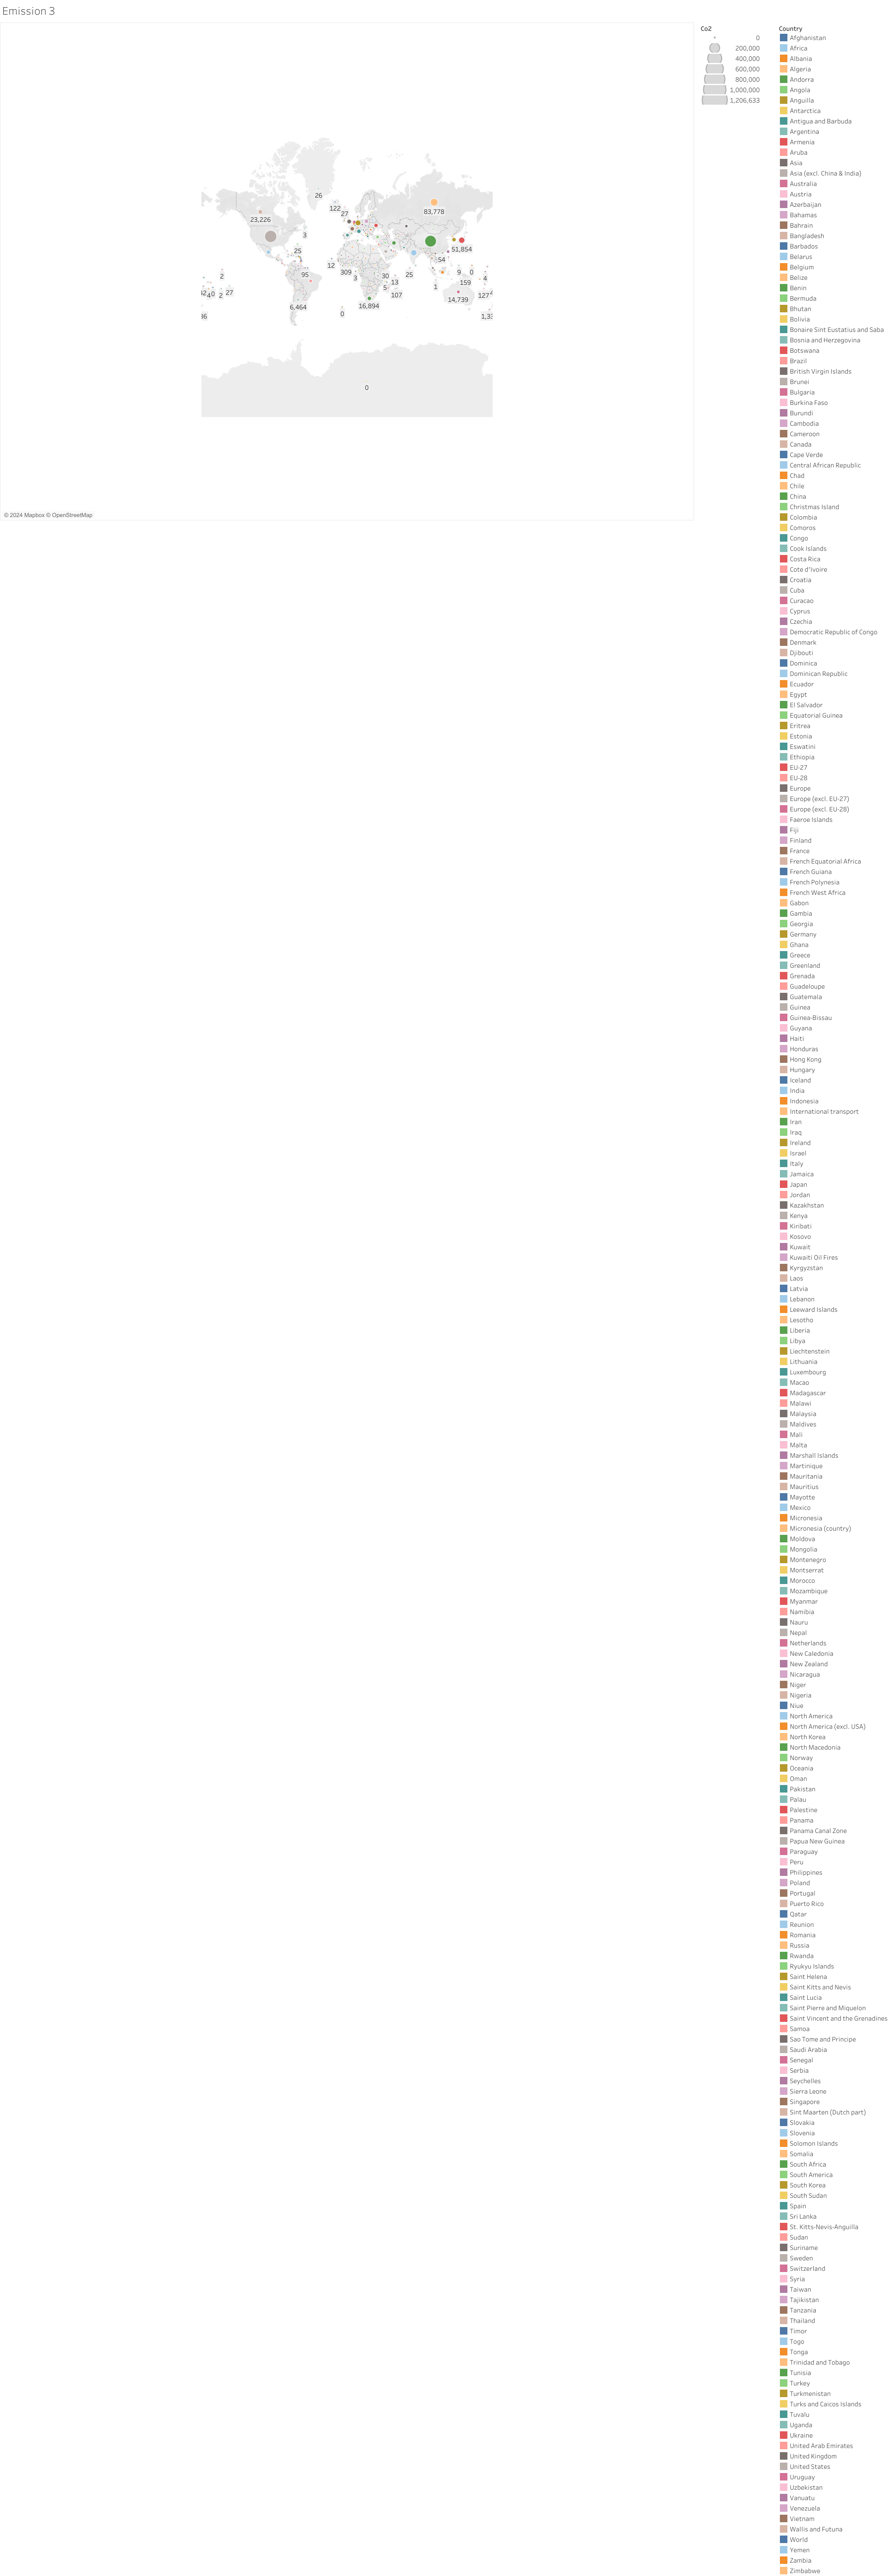 Emission 3
Co2
0
200,000
400,000
600,000
800,000
1,000,000
1,206,633
26
122
27
23,226
83,778
3
25
51,854
54
12
95
309
3
30
13
5
107
25
9
0
159
1
14,739
127
4
2
2
27
0
4
6,464
16,894
0
0
© 2024 Mapbox © OpenStreetMap
Country
Afghanistan
Africa
Albania
Algeria
Andorra
Angola
Anguilla
Antarctica
Antigua and Barbuda
Argentina
Armenia
Aruba
Asia
Asia (excl. China & India)
Australia
Austria
Azerbaijan
Bahamas
Bahrain
Bangladesh
Barbados
Belarus
Belgium
Belize
Benin
Bermuda
Bhutan
Bolivia
Bonaire Sint Eustatius and Saba
Bosnia and Herzegovina
Botswana
Brazil
British Virgin Islands
Brunei
Bulgaria
Burkina Faso
Burundi
Cambodia
Cameroon
Canada
Cape Verde
Central African Republic
Chad
Chile
China
Christmas Island
Colombia
Comoros
Congo
Cook Islands
Costa Rica
Cote d'Ivoire
Croatia
Cuba
Curacao
Cyprus
Czechia
Democratic Republic of Congo
Denmark
Djibouti
Dominica
Dominican Republic
Ecuador
Egypt
El Salvador
Equatorial Guinea
Eritrea
Estonia
Eswatini
Ethiopia
EU-27
EU-28
Europe
Europe (excl. EU-27)
Europe (excl. EU-28)
Faeroe Islands
Fiji
Finland
France
French Equatorial Africa
French Guiana
French Polynesia
French West Africa
Gabon
Gambia
Georgia
Germany
Ghana
Greece
Greenland
Grenada
Guadeloupe
Guatemala
Guinea
Guinea-Bissau
Guyana
Haiti
Honduras
Hong Kong
Hungary
Iceland
India
Indonesia
International transport
Iran
Iraq
Ireland
Israel
Italy
Jamaica
Japan
Jordan
Kazakhstan
Kenya
Kiribati
Kosovo
Kuwait
Kuwaiti Oil Fires
Kyrgyzstan
Laos
Latvia
Lebanon
Leeward Islands
Lesotho
Liberia
Libya
Liechtenstein
Lithuania
Luxembourg
Macao
Madagascar
Malawi
Malaysia
Maldives
Mali
Malta
Marshall Islands
Martinique
Mauritania
Mauritius
Mayotte
Mexico
Micronesia
Micronesia (country)
Moldova
Mongolia
Montenegro
Montserrat
Morocco
Mozambique
Myanmar
Namibia
Nauru
Nepal
Netherlands
New Caledonia
New Zealand
Nicaragua
Niger
Nigeria
Niue
North America
North America (excl. USA)
North Korea
North Macedonia
Norway
Oceania
Oman
Pakistan
Palau
Palestine
Panama
Panama Canal Zone
Papua New Guinea
Paraguay
Peru
Philippines
Poland
Portugal
Puerto Rico
Qatar
Reunion
Romania
Russia
Rwanda
Ryukyu Islands
Saint Helena
Saint Kitts and Nevis
Saint Lucia
Saint Pierre and Miquelon
Saint Vincent and the Grenadines
Samoa
Sao Tome and Principe
Saudi Arabia
Senegal
Serbia
Seychelles
Sierra Leone
Singapore
Sint Maarten (Dutch part)
Slovakia
Slovenia
Solomon Islands
Somalia
South Africa
South America
South Korea
South Sudan
Spain
Sri Lanka
St. Kitts-Nevis-Anguilla
Sudan
Suriname
Sweden
Switzerland
Syria
Taiwan
Tajikistan
Tanzania
Thailand
Timor
Togo
Tonga
Trinidad and Tobago
Tunisia
Turkey
Turkmenistan
Turks and Caicos Islands
Tuvalu
Uganda
Ukraine
United Arab Emirates
United Kingdom
United States
Uruguay
Uzbekistan
Vanuatu
Venezuela
Vietnam
Wallis and Futuna
World
Yemen
Zambia
Zimbabwe